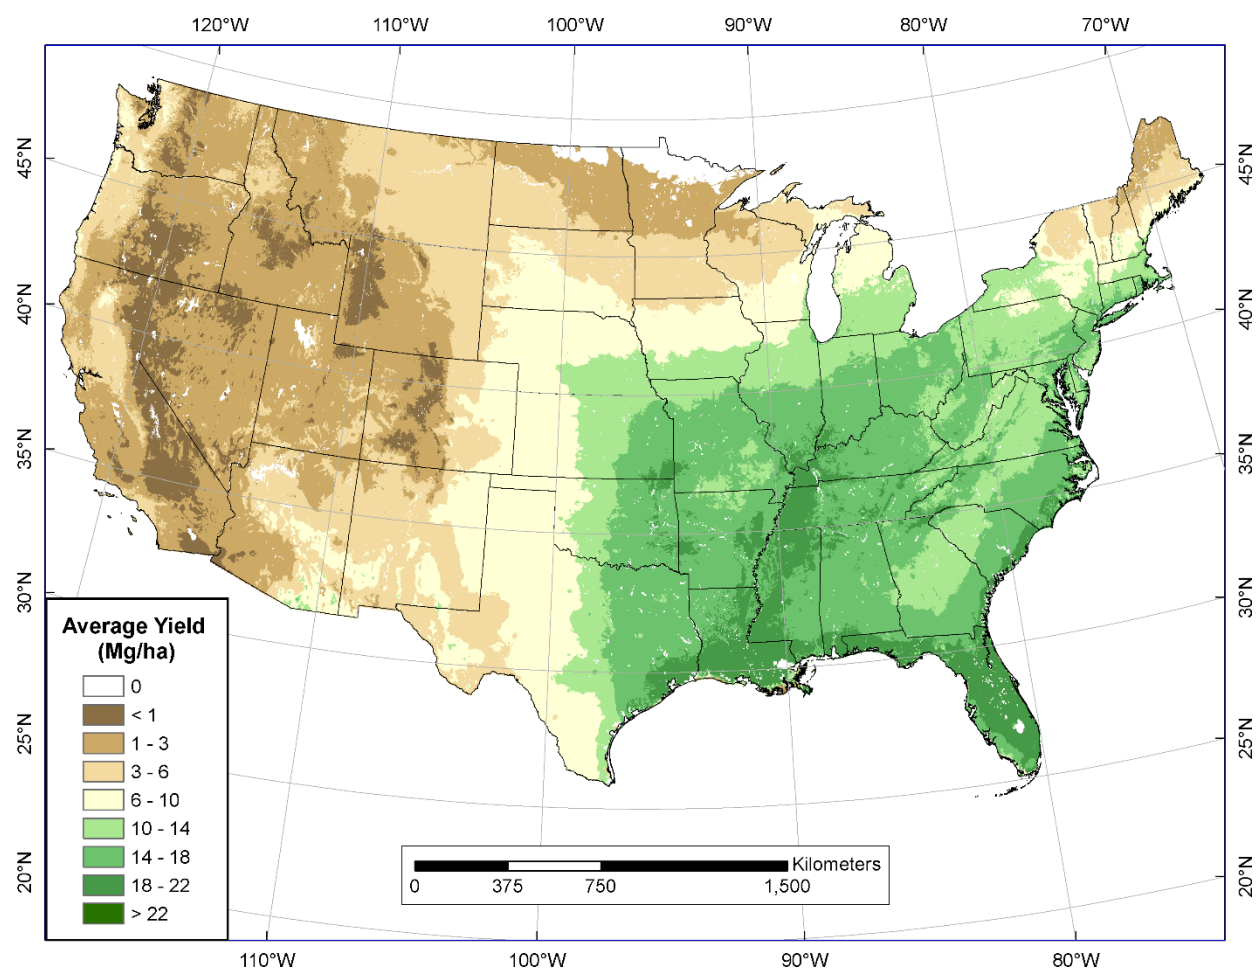 120°W 110°W 100°W 90°W 80°W 70°W
45°N 45°N
40°N 40°N
35°N 35°N
30°N 30°N
25°N 25°N
20°N 20°N
Average Yield
(Mg/ha)
0
< 1
1 - 3
3 - 6
6 - 10
10 - 14
14 - 18
18 - 22
> 22
Kilometers
0 375 750 1,500
110°W 100°W 90°W 80°W